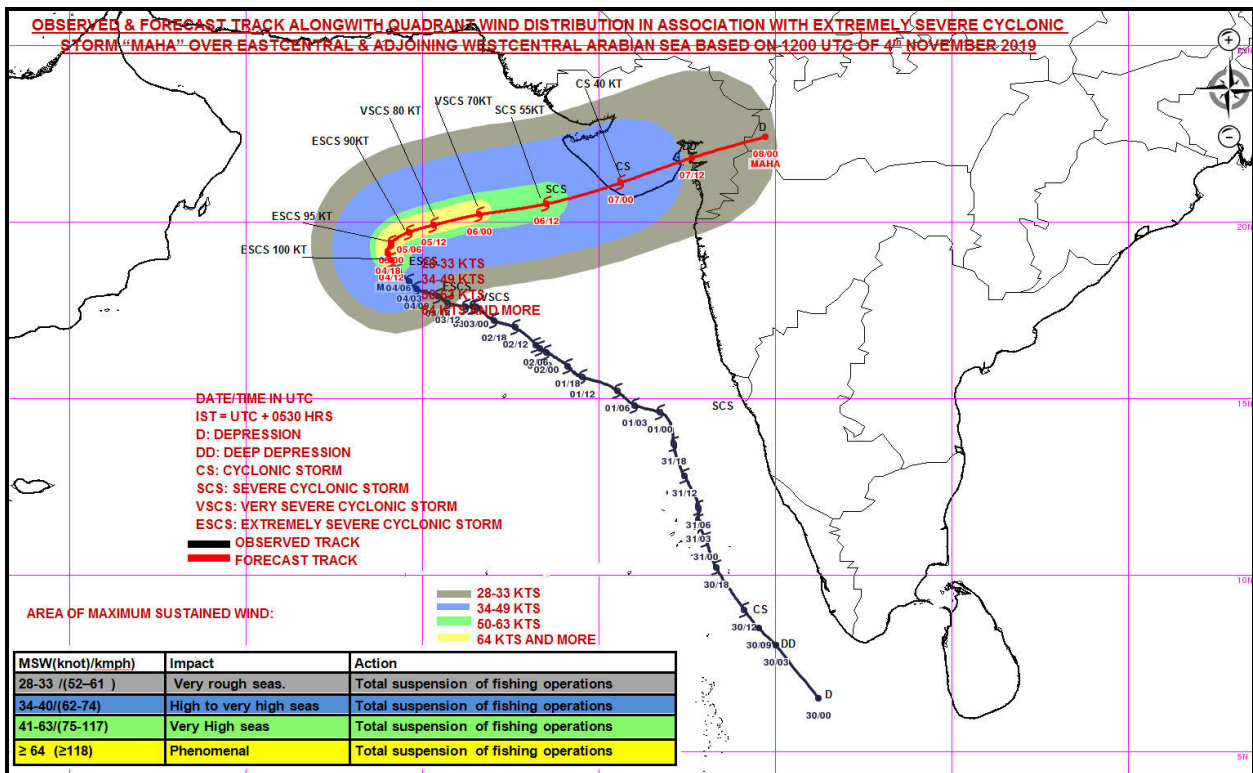 OBSERVED & FORECAST TRACK ALONGWITH QUADRANT WIND DISTRIBUTION IN ASSOCIATION WITH EXTREMELY SEVERE CYCLONIC
STORM “MAHA” OVER EASTCENTRAL & ADJOINING WESTCENTRAL ARABIAN SEA BASED ON 1200 UTC OF 4th NOVEMBER 2019
CS 40 KT
VSCS 70KT
SCS 55KT
VSCS 80 KT
ESCS 90KT
ESCS 95 KT
ESCS 100 KT
D
08/00
MAHA
DD
07/12
CS
07/00
SCS
06/12
06/00
05/12
05/06
04/18
04/12
20N
ESCS
28-33 KTS
34-49 KTS
64 KTS AND MORE
04/06
04/03
ESCS
VSCS
03/12
03/00
02/18
02/12
02/06
02/00
01/18
01/12
01/06
01/03
01/00
SCS
15N
31/18
31/12
31/06
31/03
31/00
30/18
10N
CS
30/12
30/09
DD
30/03
D
30/00
5N
DATE/TIME IN UTC
IST = UTC + 0530 HRS
D: DEPRESSION
DD: DEEP DEPRESSION
CS: CYCLONIC STORM
SCS: SEVERE CYCLONIC STORM
VSCS: VERY SEVERE CYCLONIC STORM
ESCS: EXTREMELY SEVERE CYCLONIC STORM
OBSERVED TRACK
FORECAST TRACK
AREA OF MAXIMUM SUSTAINED WIND:
28-33 KTS
34-49 KTS
50-63 KTS
64 KTS AND MORE
MSW(knot)/kmph) Impact Action
28-33 /(52–61 ) Very rough seas. Total suspension of fishing operations
34-40/(62-74) High to very high seas Total suspension of fishing operations
41-63/(75-117) Very High seas Total suspension of fishing operations
≥ 64 (≥118) Phenomenal Total suspension of fishing operations